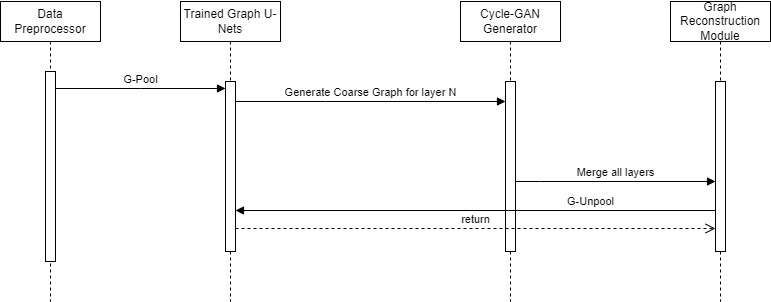 Data
Preprocessor
Trained Graph U-
Nets
Cycle-GAN
Generator
Graph
Reconstruction
Module
G-Pool
Generate Coarse Graph for layer N
Merge all layers
G-Unpool
return